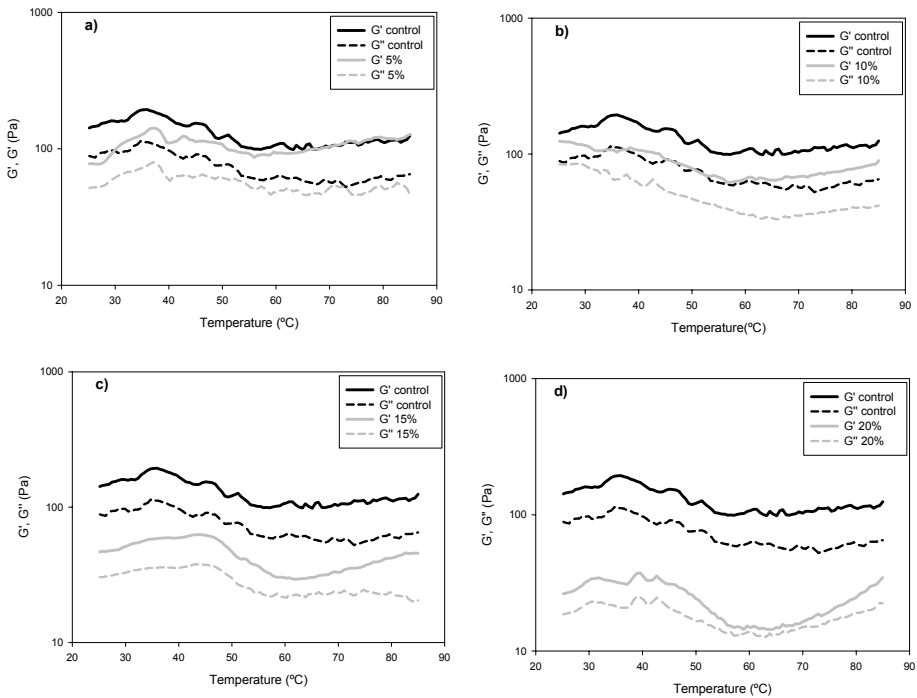 a)
1000
100
10
G', G' (Pa)
20 30 40 50 60 70 80 90
Temperature (ºC)
G' control
G" control
G' 5%
G" 5%
b)
1000
100
10
G', G" (Pa)
20 30 40 50 60 70 80 90
Temperature(ºC)
G' control
G" control
G' 10%
G" 10%
c)
1000
100
10
G', G" (Pa)
20 30 40 50 60 70 80 90
Temperature (ºC)
G' control
G" control
G' 15%
G" 15%
d)
1000
100
10
G', G" (Pa)
20 30 40 50 60 70 80 90
Temperature (ºC)
G' control
G" control
G' 20%
G" 20%